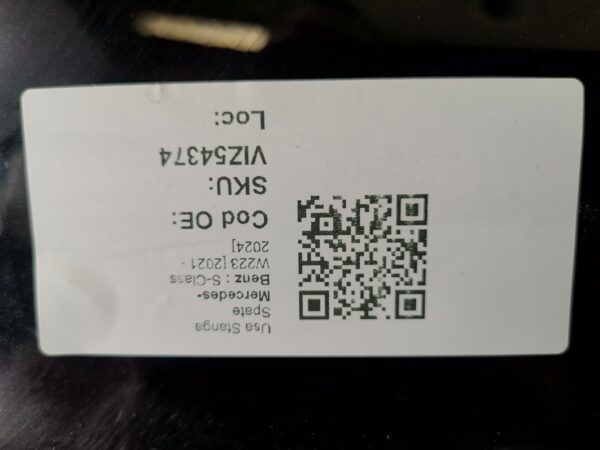 Usa Stanga
Spate
Mercedes-
Benz : S-Class
W223 [2021 -
2024]
Cod OE:
SKU:
VIZ54374
Loc: